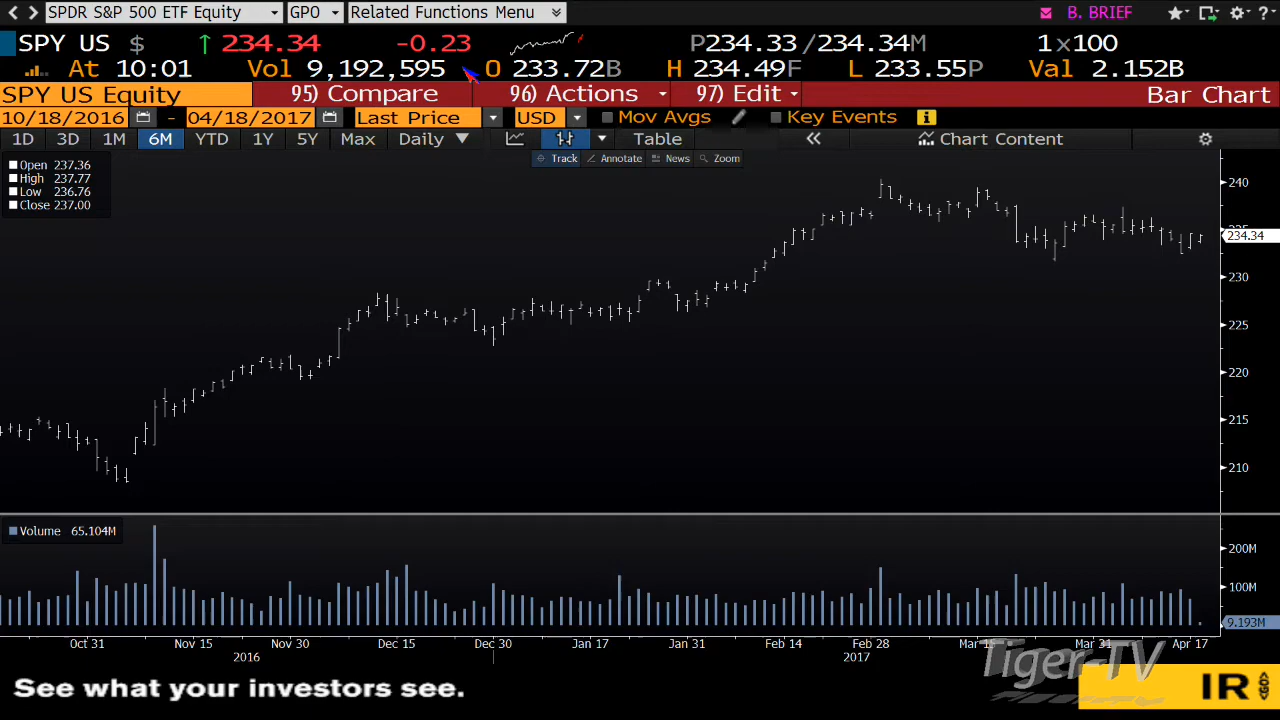 SPDR S&P 500 ETF Equity GPO Related Functions Menu B. BRIEF
SPY US $ 234.34 -0.23 P234.33 /234.34M 1x100
At 10:01 Vol 9,192,595 O 233.72B H 234.49F L 233.55P Val 2.152B
SPY US Equity 95) Compare 96) Actions 97) Edit Bar Chart
10/18/2016 - 04/18/2017 Last Price USD Mov Avgs Key Events
1D 3D 1M 6M YTD 1Y 5Y Max Daily Table Chart Content
Track Annotate News Zoom
Open 237.36
High 237.77
Low 236.76
Close 237.00
240
234.34
230
225
220
215
210
Volume 65.104M
200M
100M
9.193M
Oct 31 Nov 15 Nov 30 Dec 15 Dec 30 Jan 17 Jan 31 Feb 14 Feb 28 Mar 15 Mar 31 Apr 17
2016 2017
Tiger-TV
See what your investors see.
IR